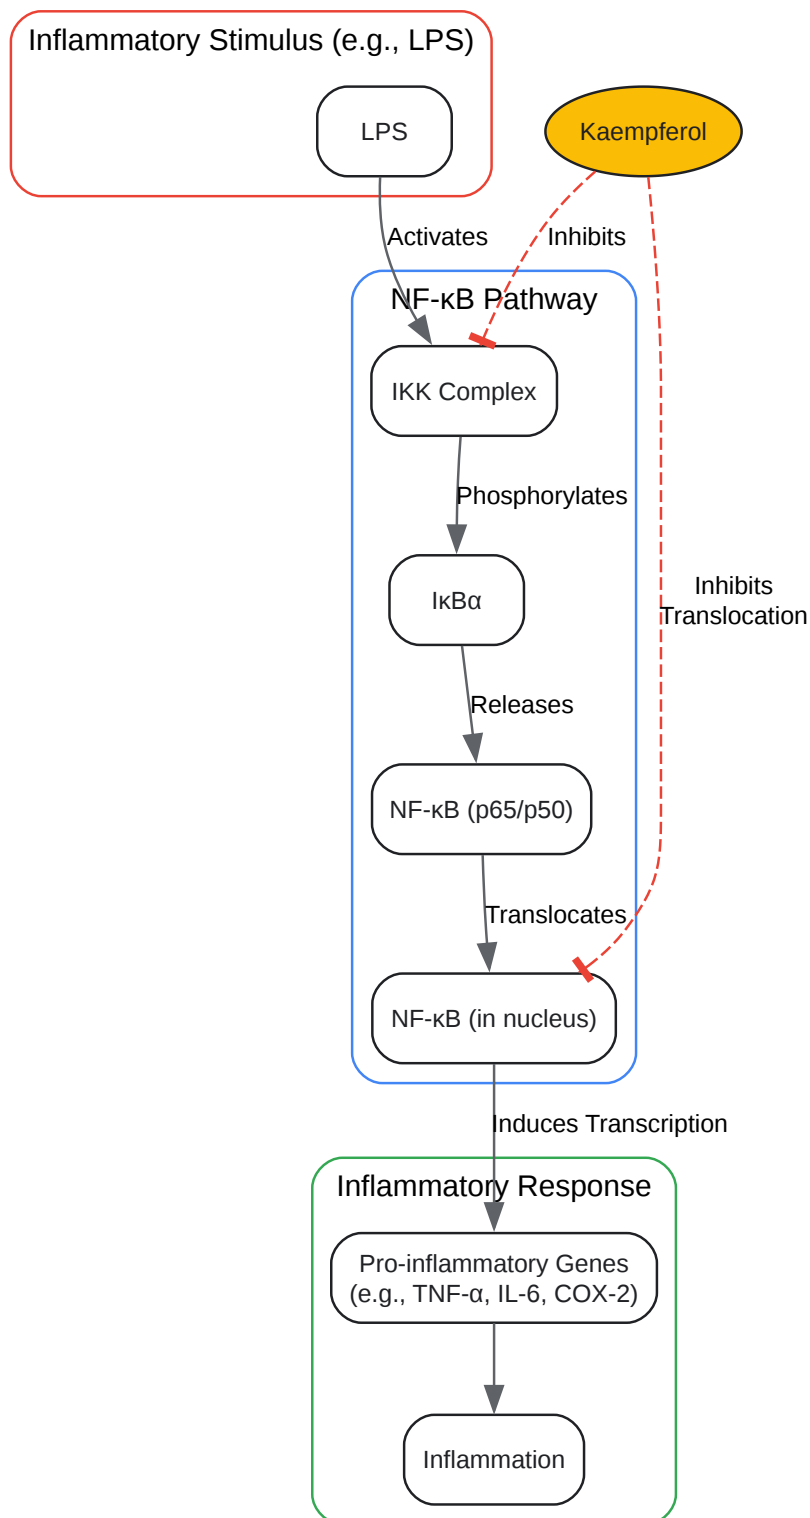 Inflammatory Stimulus (e.g., LPS)
LPS
Kaempferol
Activates
Inhibits
NF-κB Pathway
IKK Complex
Phosphorylates
IκBα
Inhibits
Translocation
Releases
NF-κB (p65/p50)
Translocates
NF-κB (in nucleus)
Induces Transcription
Inflammatory Response
Pro-inflammatory Genes
(e.g., TNF-α, IL-6, COX-2)
Inflammation